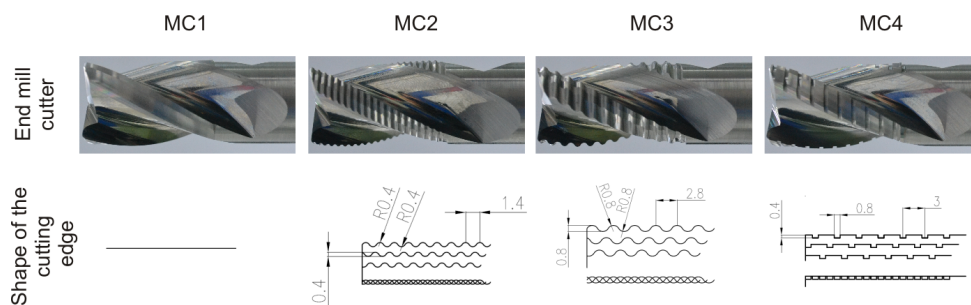 MC1 MC2 MC3 MC4
End mill
cutter
Shape of the
cutting
edge
R0.4
R0.4
1.4
0.4
R0.8
R0.8
2.8
0.8
0.4
0.8
3